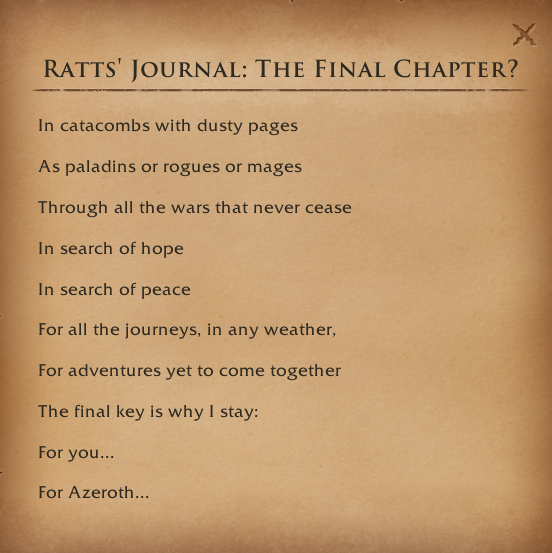 Ratts' Journal: The Final Chapter?
In catacombs with dusty pages
As paladins or rogues or mages
Through all the wars that never cease
In search of hope
In search of peace
For all the journeys, in any weather,
For adventures yet to come together
The final key is why I stay:
For you...
For Azeroth...